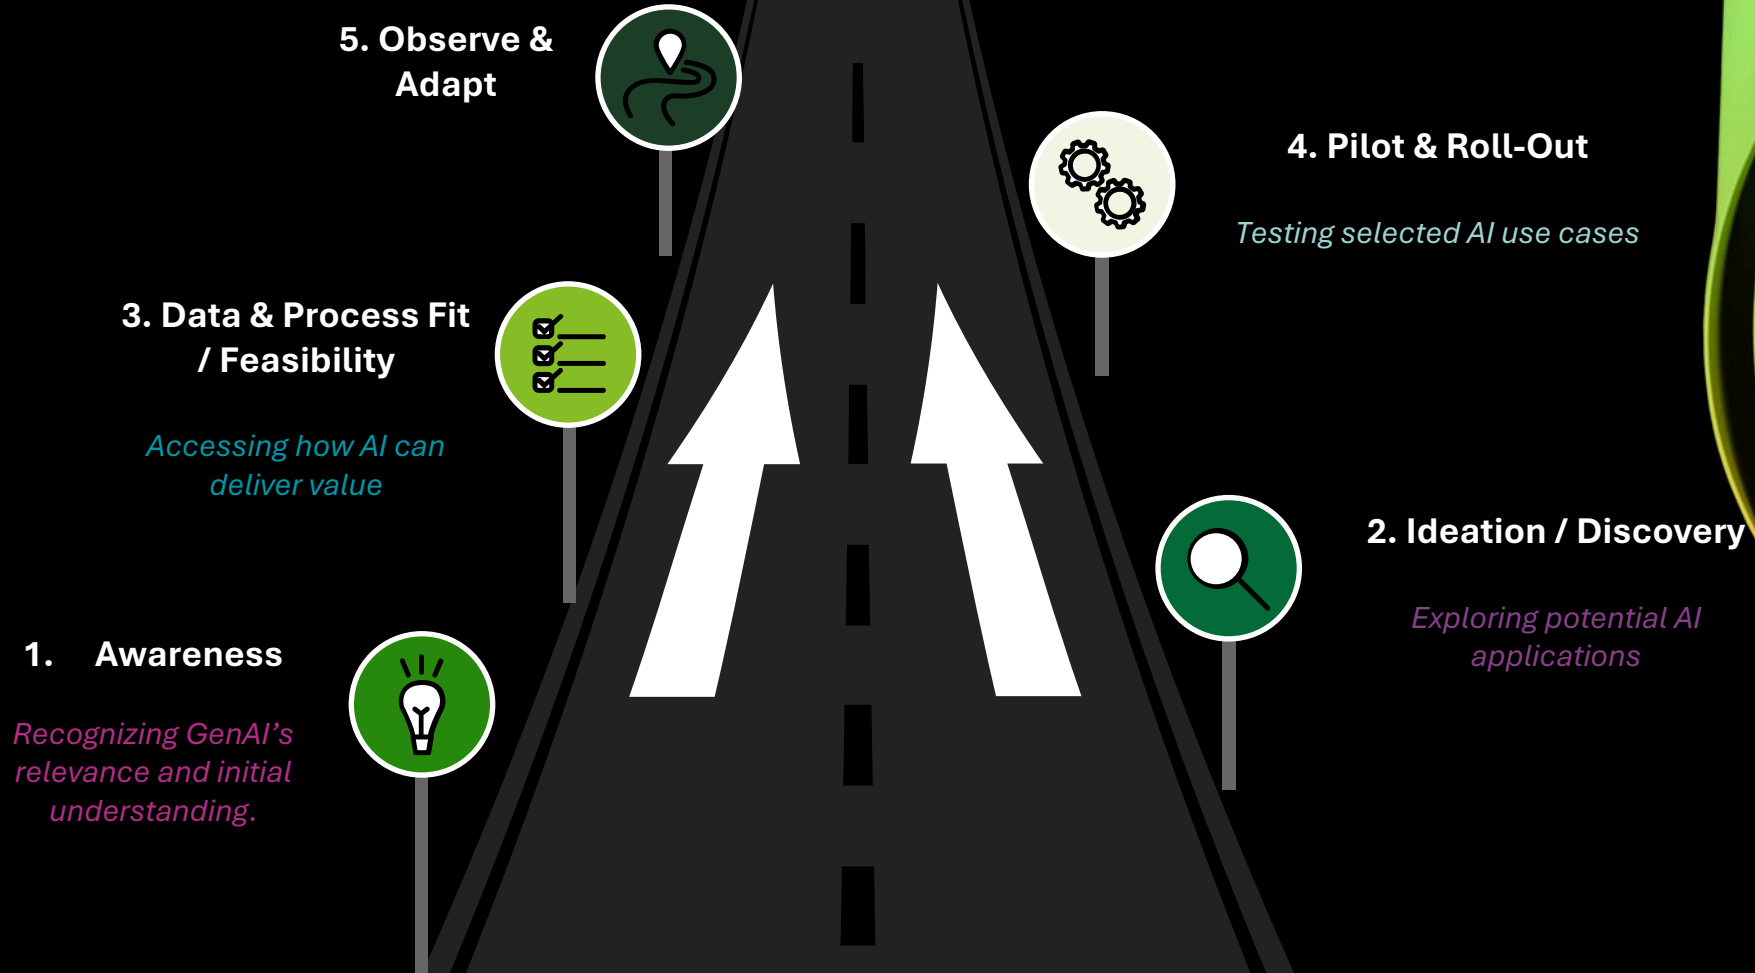 5. Observe &
Adapt
4. Pilot & Roll-Out
Testing selected AI use cases
3. Data & Process Fit
/ Feasibility
Accessing how AI can
deliver value
2. Ideation / Discovery
Exploring potential AI
applications
1. Awareness
Recognizing GenAI’s
relevance and initial
understanding.